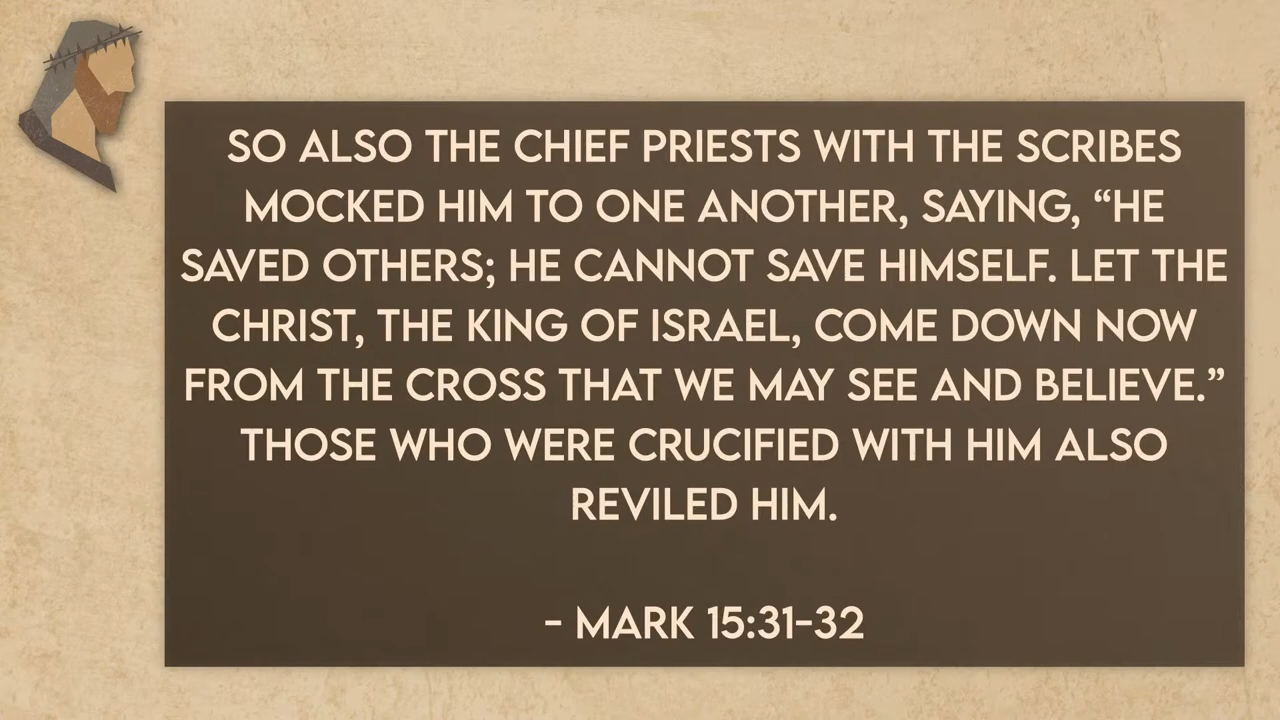 SO ALSO THE CHIEF PRIESTS WITH THE SCRIBES
MOCKED HIM TO ONE ANOTHER, SAYING, “HE
SAVED OTHERS; HE CANNOT SAVE HIMSELF. LET THE
CHRIST, THE KING OF ISRAEL, COME DOWN NOW
FROM THE CROSS THAT WE MAY SEE AND BELIEVE.”
THOSE WHO WERE CRUCIFIED WITH HIM ALSO
REVILED HIM.
- MARK 15:31-32